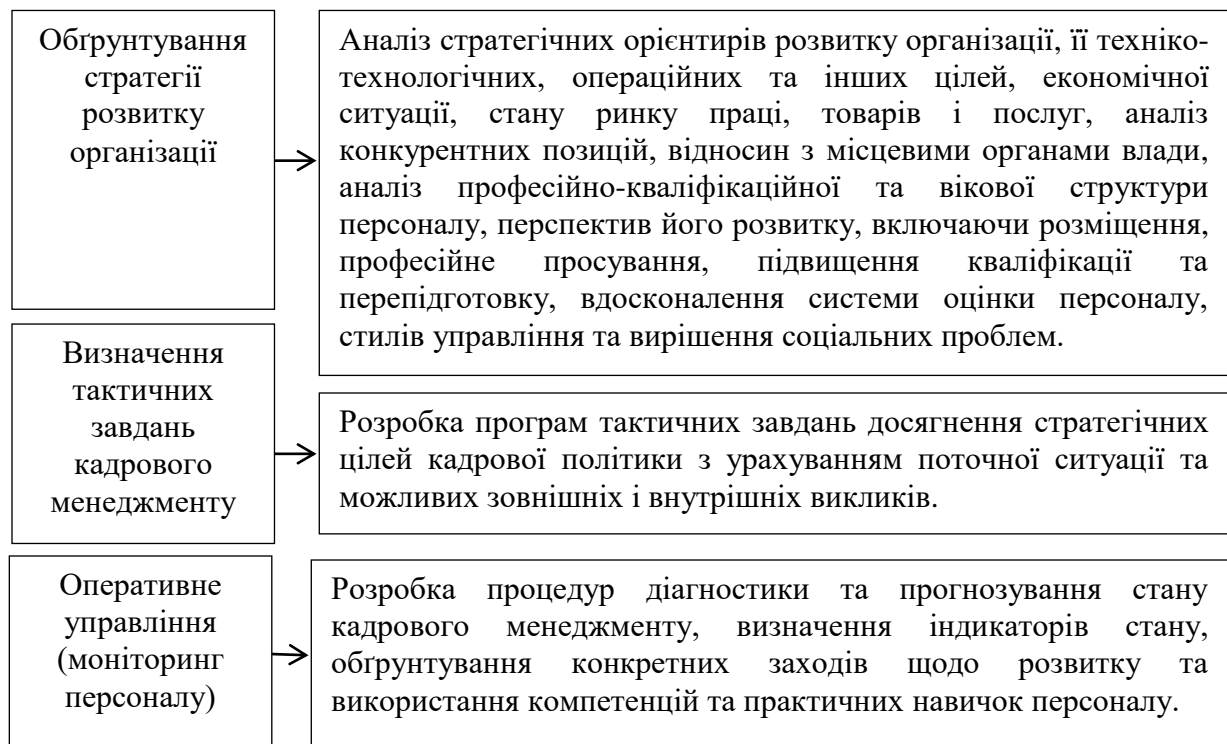 Обґрунтування
стратегії
розвитку
організації
Аналіз стратегічних орієнтирів розвитку організації, її техніко-
технологічних, операційних та інших цілей, економічної
ситуації, стану ринку праці, товарів і послуг, аналіз
конкурентних позицій, відносин з місцевими органами влади,
аналіз професійно-кваліфікаційної та вікової структури
персоналу, перспектив його розвитку, включаючи розміщення,
професійне просування, підвищення кваліфікації та
перепідготовку, вдосконалення системи оцінки персоналу,
стилів управління та вирішення соціальних проблем.
Визначення
тактичних
завдань
кадрового
менеджменту
Розробка програм тактичних завдань досягнення стратегічних
цілей кадрової політики з урахуванням поточної ситуації та
можливих зовнішніх і внутрішніх викликів.
Оперативне
управління
(моніторинг
персоналу)
Розробка процедур діагностики та прогнозування стану
кадрового менеджменту, визначення індикаторів стану,
обґрунтування конкретних заходів щодо розвитку та
використання компетенцій та практичних навичок персоналу.